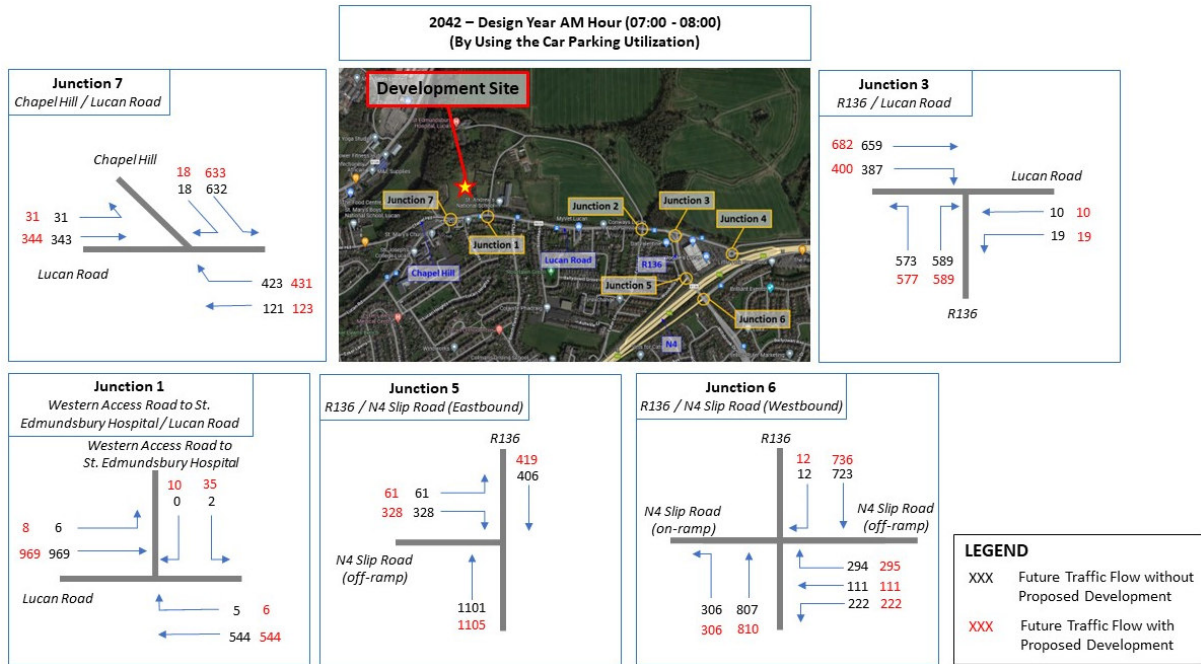 2042 – Design Year AM Hour (07:00 - 08:00)
(By Using the Car Parking Utilization)
Junction 7
Chapel Hill / Lucan Road
Chapel Hill
18 633
18 632
31 31
344 343
Lucan Road
423 431
121 123
Development Site
Junction 7
Junction 1
Junction 2
Junction 3
Junction 4
Chapel Hill
Lucan Road
R136
Junction 5
Junction 6
N4
Junction 3
R136 / Lucan Road
682 659
400 387
Lucan Road
10 10
19 19
573 589
577 589
R136
Junction 1
Western Access Road to St.
Edmundsbury Hospital / Lucan Road
Western Access Road to
St. Edmundsbury Hospital
10 35
0 2
8 6
969 969
Lucan Road
5 6
544 544
Junction 5
R136 / N4 Slip Road (Eastbound)
R136
419
406
61 61
328 328
N4 Slip Road
(off-ramp)
1101
1105
Junction 6
R136 / N4 Slip Road (Westbound)
R136
12 736
12 723
N4 Slip Road
(on-ramp)
N4 Slip Road
(off-ramp)
294 295
111 111
222 222
306 807
306 810
LEGEND
XXX Future Traffic Flow without
Proposed Development
XXX Future Traffic Flow with
Proposed Development